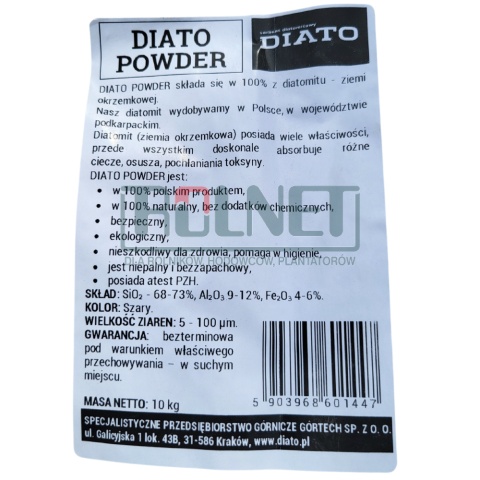 DIATO
POWDER
DIATO
DIATO POWDER składa się w 100% z diatomitu - ziemi
okrzemkowej.
Nasz diatomit wydobywamy w Polsce, w województwie
podkarpackim.
Diatomit (ziemia okrzemkowa) posiada wiele właściwości,
przede wszystkim doskonale absorbuje różne
ciecze, osusza, pochłaniania toksyny.
DIATO POWDER jest:
• w 100% polskim produktem,
• w 100% naturalny, bez dodatków chemicznych,
• bezpieczny,
• ekologiczny,
• nieszkodliwy dla zdrowia, pomaga w higienie,
• jest niepalny i bezzapachowy,
• posiada atest PZH.
ROLNET
DLA ROLNIKÓW, HODOWCÓW, PLANTATORÓW
SKŁAD: SiO₂ - 68-73%, Al₂O₃ 9-12%, Fe₂O₃ 4-6%.
KOLOR: Szary.
WIELKOŚĆ ZIAREN: 5 - 100 µm.
GWARANCJA: bezterminowa
pod warunkiem właściwego
przechowywania – w suchym
miejscu.
MASA NETTO: 10 kg
5 903968 601447
SPECJALISTYCZNE PRZEDSIĘBIORSTWO GÓRNICZE GÓRTECH SP. Z O. O.
ul. Galicyjska 1 lok. 43B, 31-586 Kraków, www.diato.pl